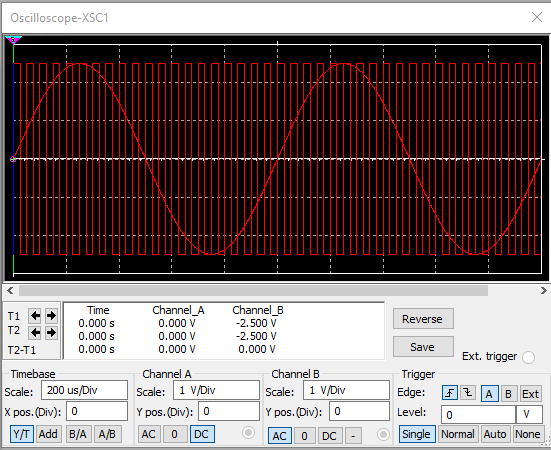 Oscilloscope-XSC1
Time Channel_A Channel_B
T1 0.000 s 0.000 V -2.500 V
T2 0.000 s 0.000 V -2.500 V
T2-T1 0.000 s 0.000 V 0.000 V
Reverse
Save
Ext. trigger
Timebase
Scale: 200 us/Div
X pos.(Div): 0
Y/T Add B/A A/B
Channel A
Scale: 1 V/Div
Y pos.(Div): 0
AC 0 DC
Channel B
Scale: 1 V/Div
Y pos.(Div): 0
AC 0 DC -
Trigger
Edge: A B Ext
Level: 0 V
Single Normal Auto None